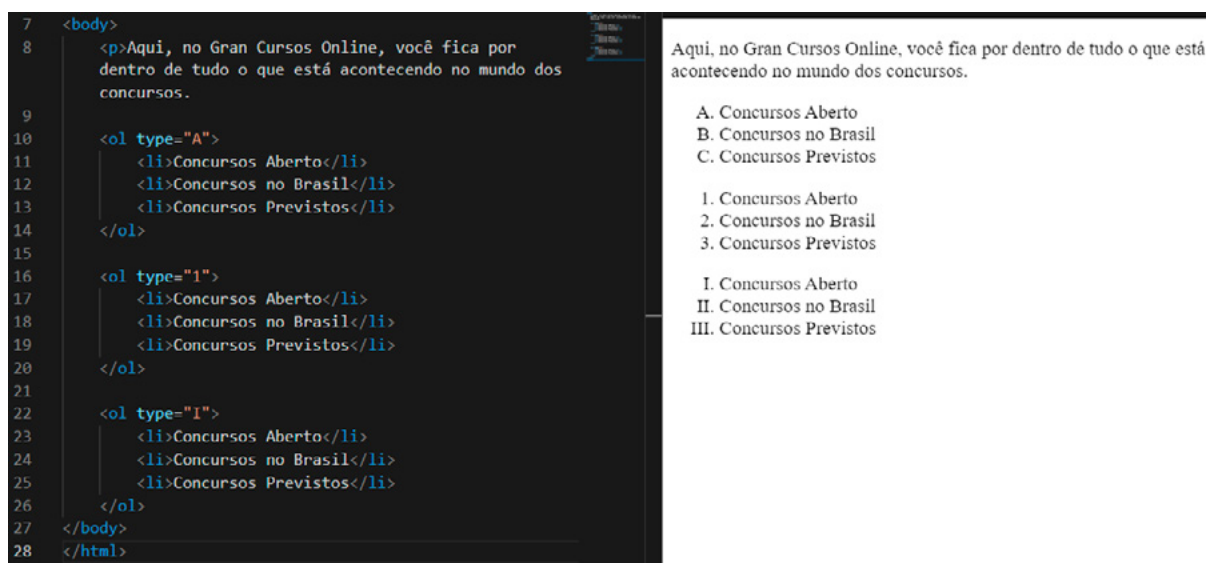 7 <body>
8 <p>Aqui, no Gran Cursos Online, você fica por
dentro de tudo o que está acontecendo no mundo dos
concursos.
9
10 <ol type="A">
11 <li>Concursos Aberto</li>
12 <li>Concursos no Brasil</li>
13 <li>Concursos Previstos</li>
14 </ol>
15
16 <ol type="1">
17 <li>Concursos Aberto</li>
18 <li>Concursos no Brasil</li>
19 <li>Concursos Previstos</li>
20 </ol>
21
22 <ol type="I">
23 <li>Concursos Aberto</li>
24 <li>Concursos no Brasil</li>
25 <li>Concursos Previstos</li>
26 </ol>
27 </body>
28 </html>
Aqui, no Gran Cursos Online, você fica por dentro de tudo o que está
acontecendo no mundo dos concursos.
A. Concursos Aberto
B. Concursos no Brasil
C. Concursos Previstos
1. Concursos Aberto
2. Concursos no Brasil
3. Concursos Previstos
I. Concursos Aberto
II. Concursos no Brasil
III. Concursos Previstos